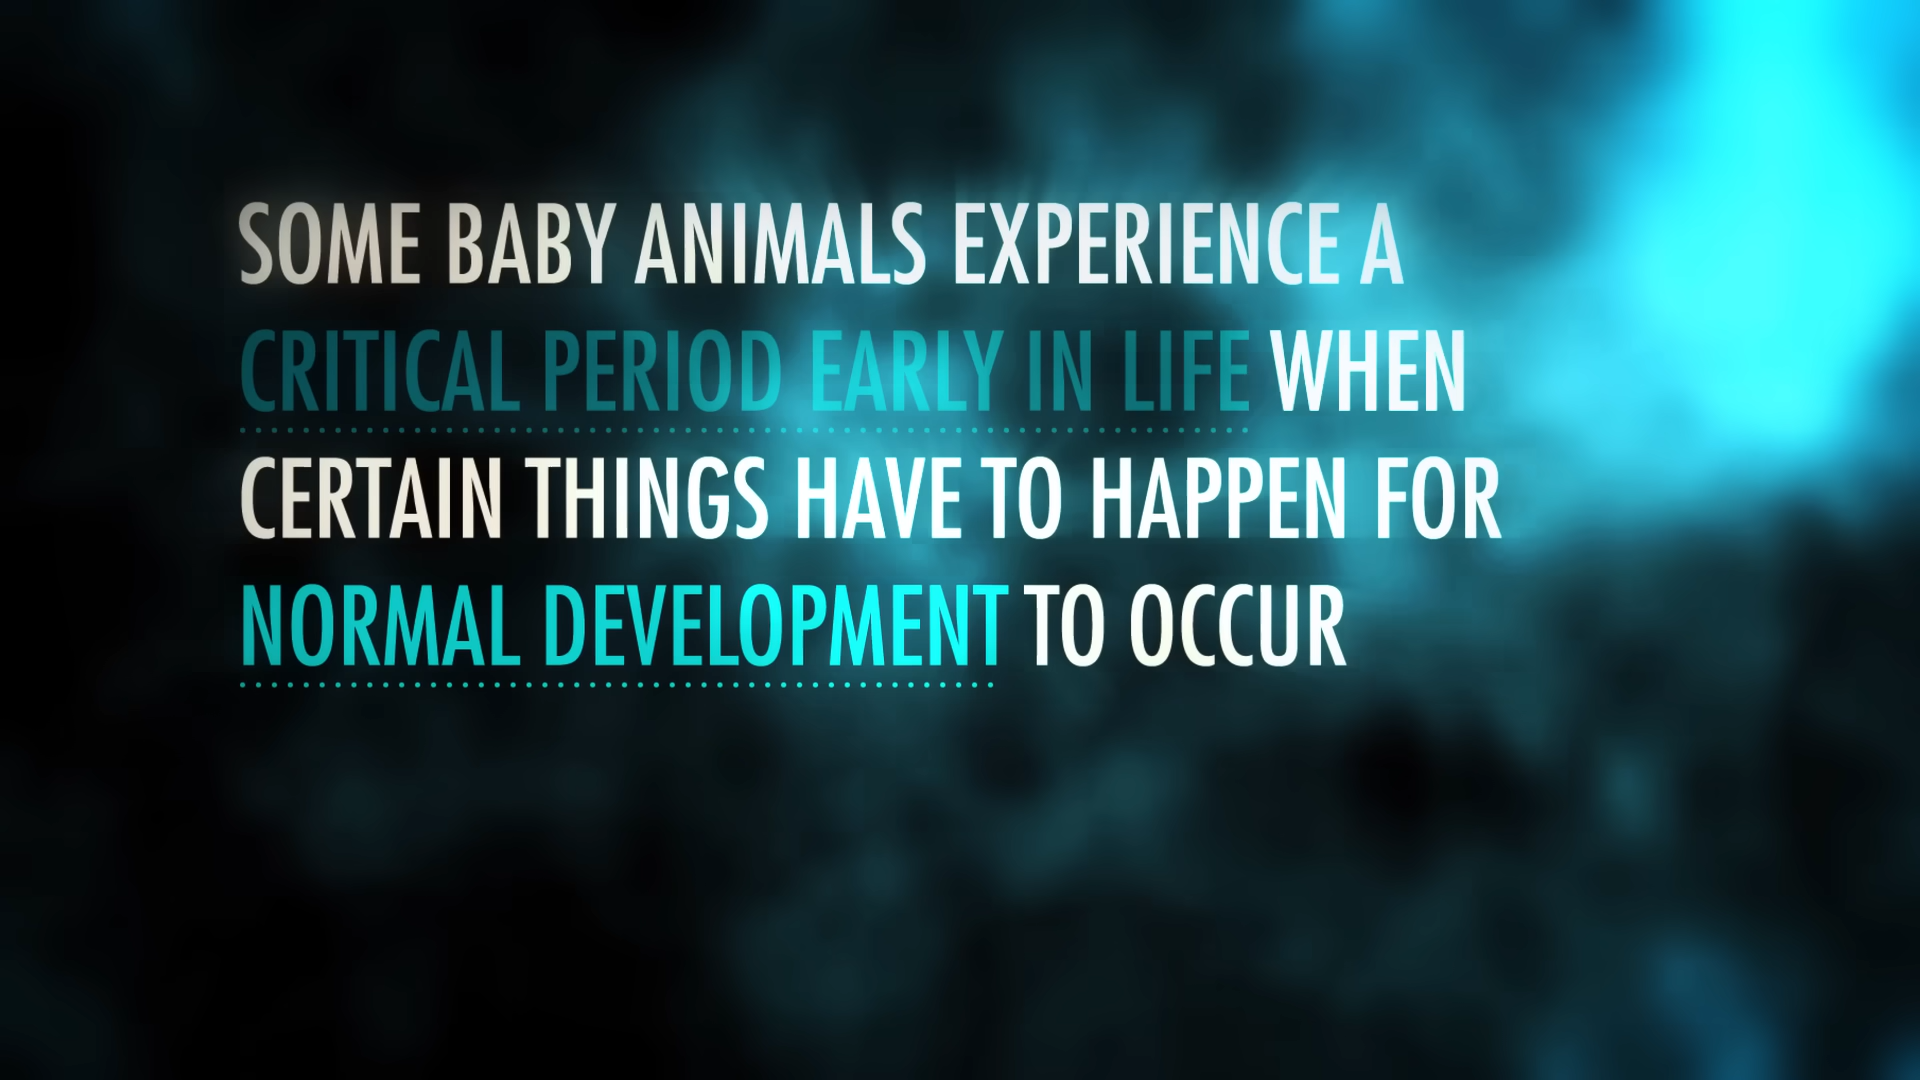 SOME BABY ANIMALS EXPERIENCE A
CRITICAL PERIOD EARLY IN LIFE WHEN
CERTAIN THINGS HAVE TO HAPPEN FOR
NORMAL DEVELOPMENT TO OCCUR